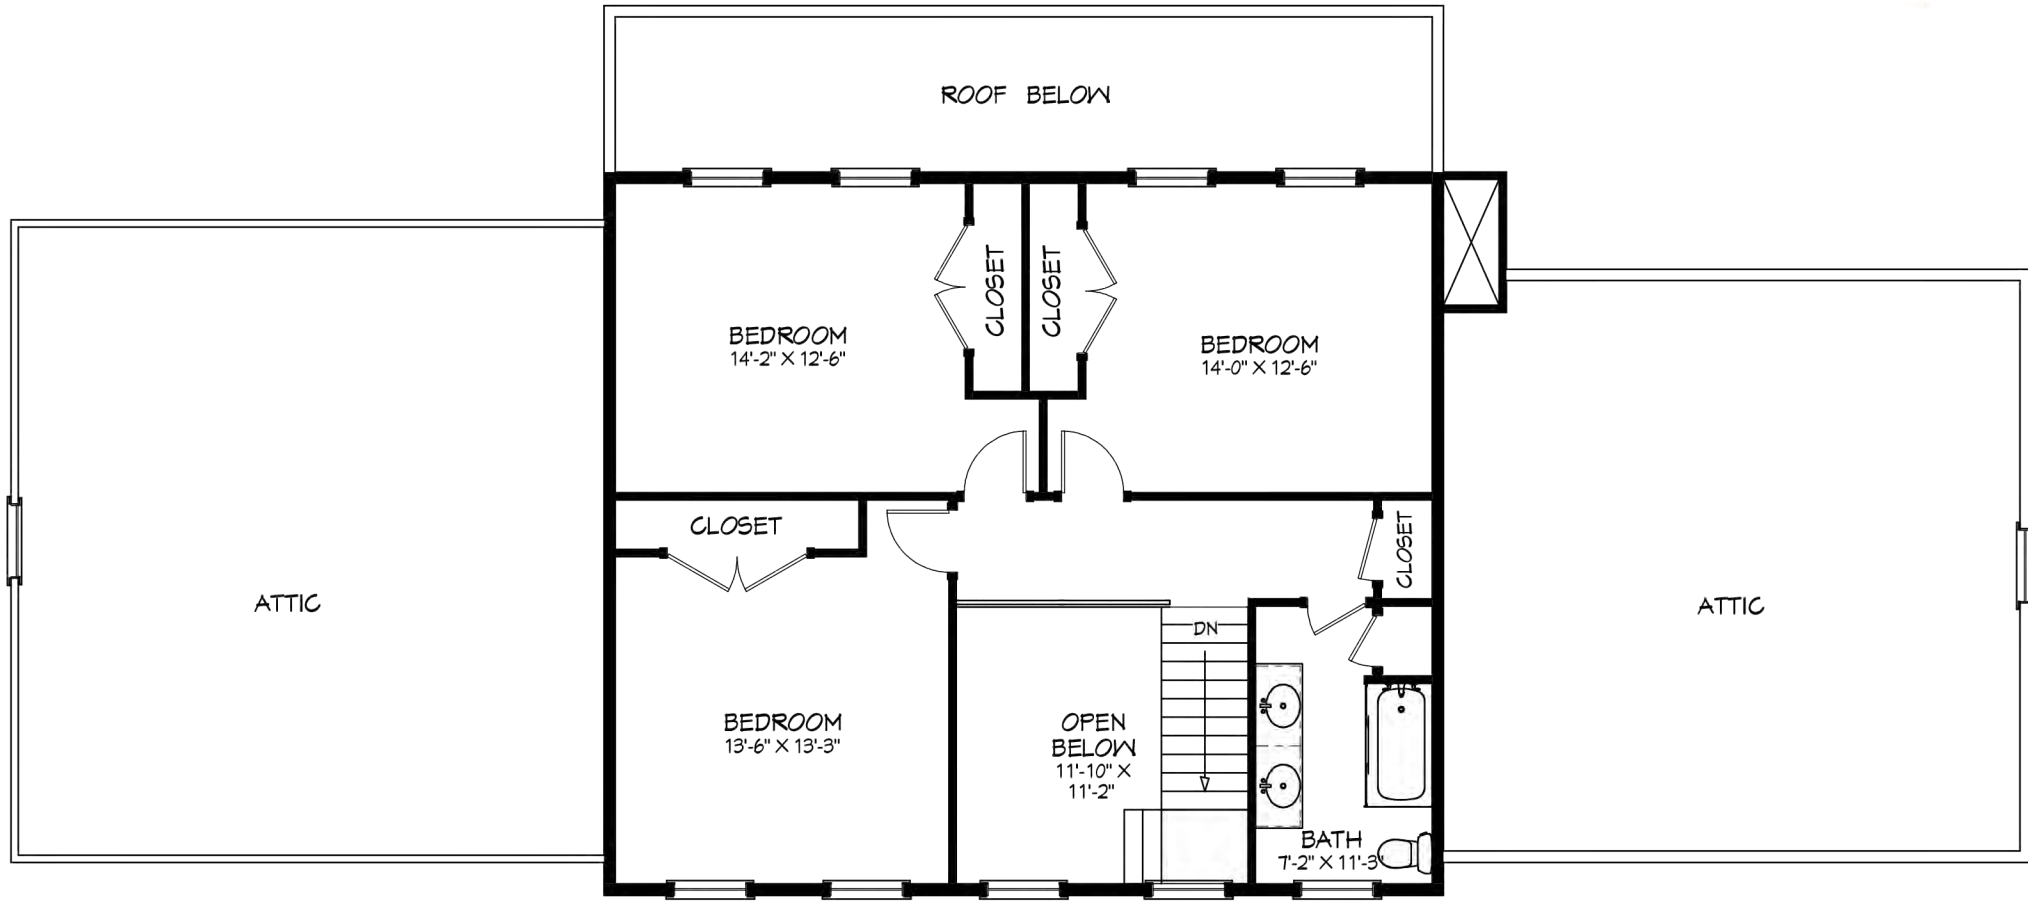 ROOF BELOW
CLOSET
CLOSET
BEDROOM
14'-2" X 12'-6"
BEDROOM
14'-0" X 12'-6"
CLOSET
CLOSET
ATTIC
ATTIC
DN
BEDROOM
13'-6" X 13'-3"
OPEN
BELOW
11'-10" X
11'-2"
BATH
7'-2" X 11'-3"